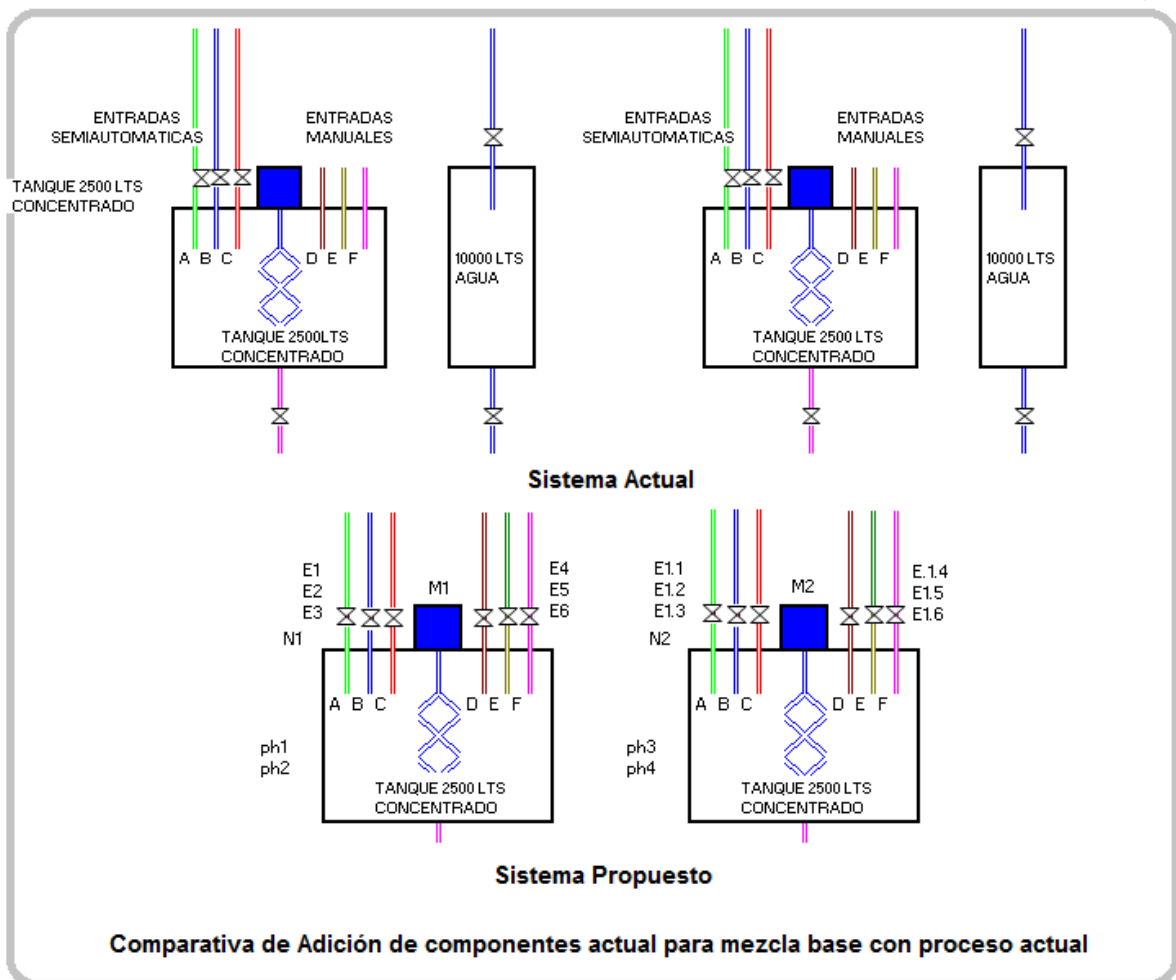 ENTRADAS
SEMIAUTOMATICAS
ENTRADAS
MANUALES
ENTRADAS
SEMIAUTOMATICAS
ENTRADAS
MANUALES
TANQUE 2500 LTS
CONCENTRADO
A B C
D E F
10000 LTS
AGUA
A B C
D E F
10000 LTS
AGUA
TANQUE 2500LTS
CONCENTRADO
TANQUE 2500LTS
CONCENTRADO
Sistema Actual
E1
E2
E3
N1
M1
E4
E5
E6
E1.1
E1.2
E1.3
N2
M2
E.1.4
E1.5
E1.6
A B C
D E F
A B C
D E F
ph1
ph2
ph3
ph4
TANQUE 2500 LTS
CONCENTRADO
TANQUE 2500 LTS
CONCENTRADO
Sistema Propuesto
Comparativa de Adición de componentes actual para mezcla base con proceso actual